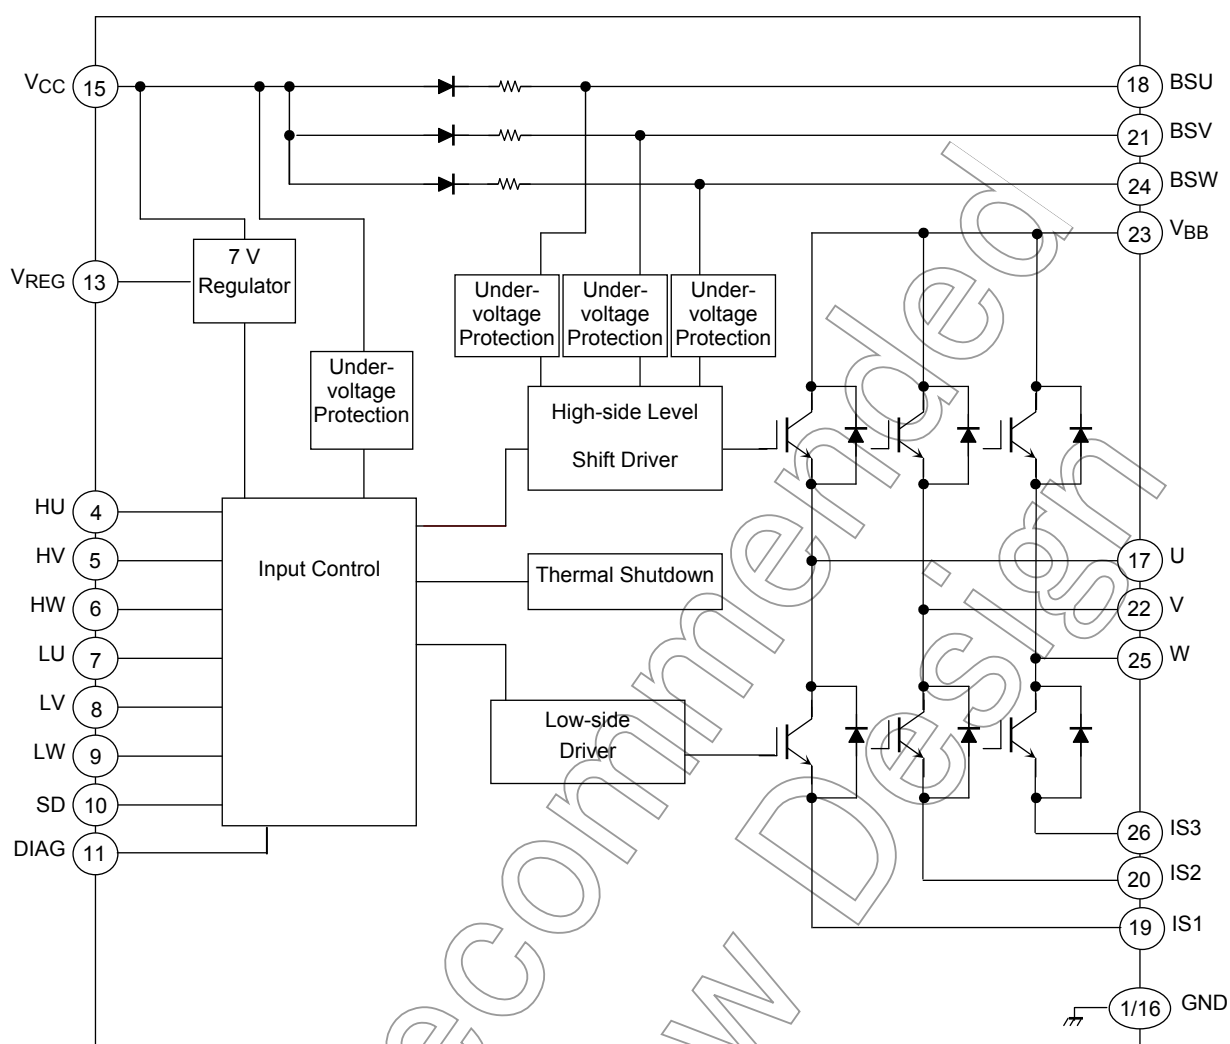 VCC 15
18 BSU
21 BSV
24 BSW
23 VBB
VREG 13
7 V
Regulator
Under-
voltage
Protection
Under-
voltage
Protection
Under-
voltage
Protection
Under-
voltage
Protection
High-side Level
Shift Driver
HU 4
HV 5
HW 6
LU 7
LV 8
LW 9
SD 10
DIAG 11
Input Control
Thermal Shutdown
Low-side
Driver
17 U
22 V
25 W
26 IS3
20 IS2
19 IS1
1/16 GND
ecommended
w Design